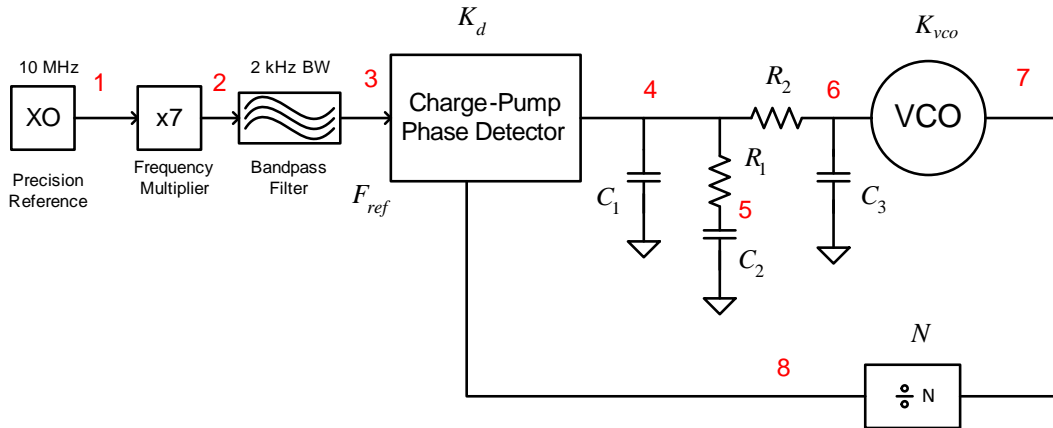 K_d
K_vco
10 MHz
1
2
2 kHz BW
3
4
R_2
6
7
XO
x7
Charge-Pump
Phase Detector
VCO
R_1
Precision
Reference
Frequency
Multiplier
Bandpass
Filter
F_ref
C_1
5
C_2
C_3
N
8
÷ N